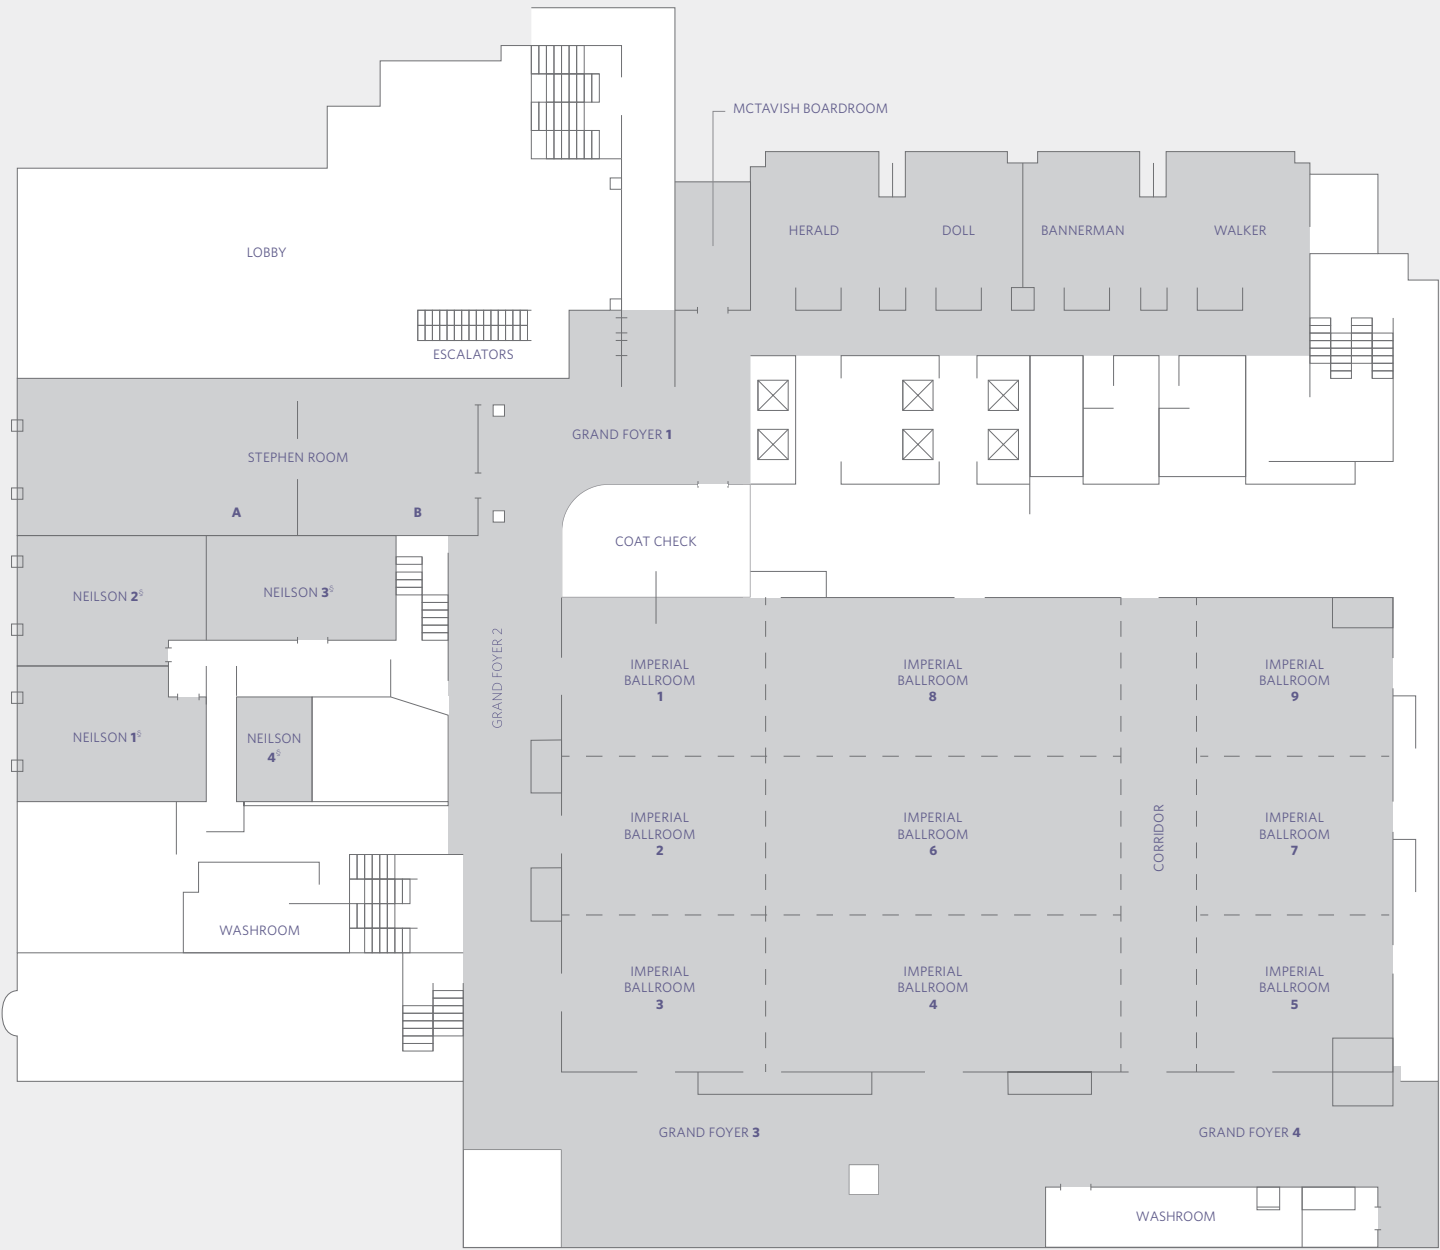 MCTAVISH BOARDROOM
HERALD
DOLL
BANNERMAN
WALKER
LOBBY
ESCALATORS
GRAND FOYER 1
STEPHEN ROOM
A
B
COAT CHECK
NEILSON 2◊
NEILSON 3◊
GRAND FOYER 2
IMPERIAL
BALLROOM
1
IMPERIAL
BALLROOM
8
IMPERIAL
BALLROOM
9
NEILSON 1◊
NEILSON
4◊
IMPERIAL
BALLROOM
2
IMPERIAL
BALLROOM
6
CORRIDOR
IMPERIAL
BALLROOM
7
WASHROOM
IMPERIAL
BALLROOM
3
IMPERIAL
BALLROOM
4
IMPERIAL
BALLROOM
5
GRAND FOYER 3
GRAND FOYER 4
WASHROOM